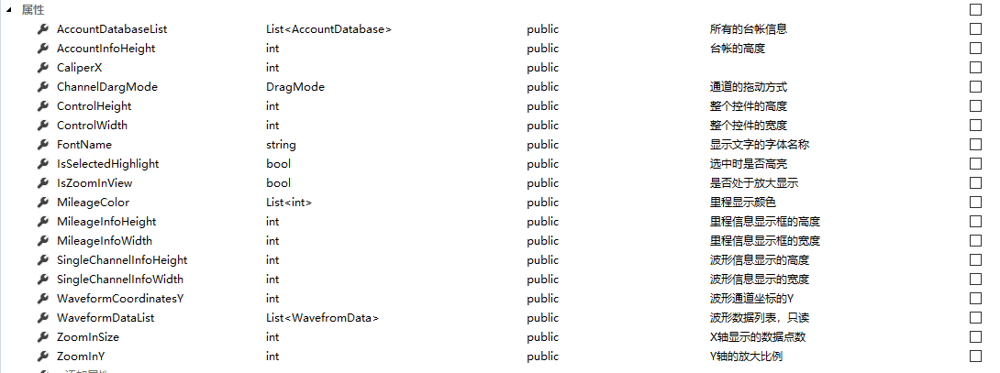 属性
AccountDatabaseList List<AccountDatabase> public 所有的台帐信息
AccountInfoHeight int public 台帐的高度
CaliperX int public
ChannelDargMode DragMode public 通道的拖动方式
ControlHeight int public 整个控件的高度
ControlWidth int public 整个控件的宽度
FontName string public 显示文字的字体名称
IsSelectedHighlight bool public 选中时是否高亮
IsZoomInView bool public 是否处于放大显示
MileageColor List<int> public 里程显示颜色
MileageInfoHeight int public 里程信息显示框的高度
MileageInfoWidth int public 里程信息显示框的宽度
SingleChannelInfoHeight int public 波形信息显示的高度
SingleChannelInfoWidth int public 波形信息显示的宽度
WaveformCoordinatesY int public 波形通道坐标的Y
WaveformDataList List<WavefromData> public 波形数据列表，只读
ZoomInSize int public X轴显示的数据点数
ZoomInY int public Y轴的放大比例